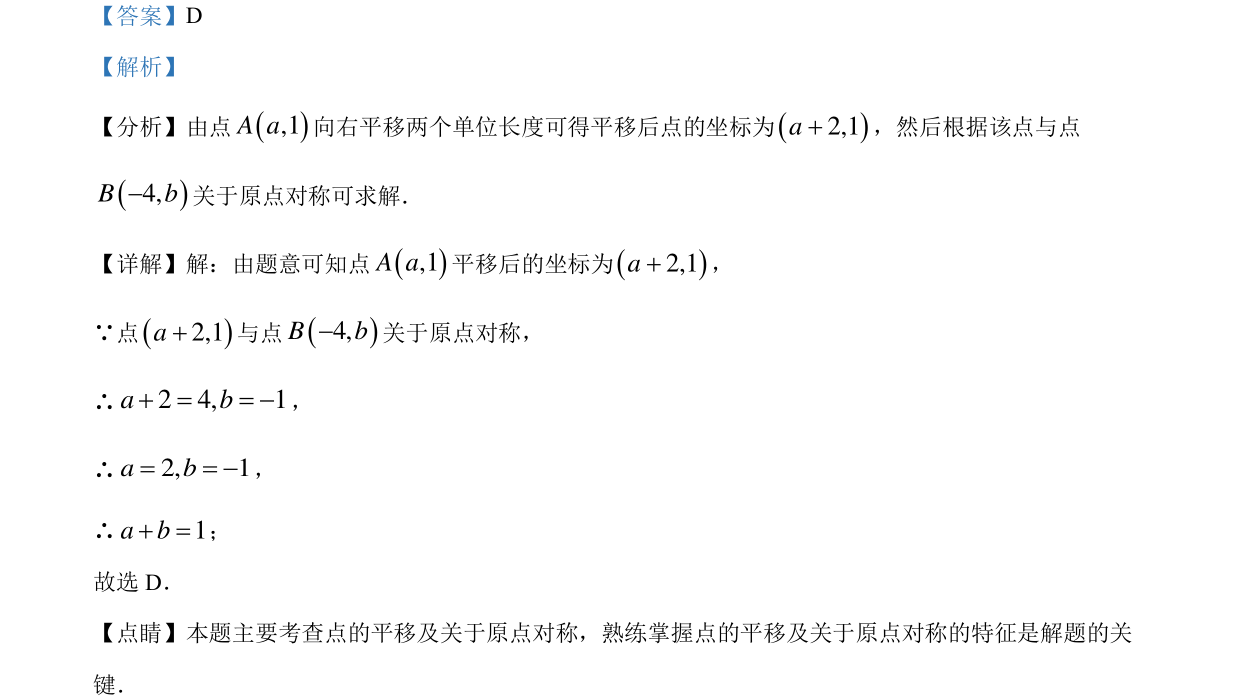 【答案】D
【解析】
【分析】由点 A(a,1) 向右平移两个单位长度可得平移后点的坐标为(a+2,1)，然后根据该点与点
B(−4,b)关于原点对称可求解.
【详解】解：由题意可知点 A(a,1) 平移后的坐标为(a+2,1)，
∵点(a+2,1)与点 B(−4,b)关于原点对称，
∴ a+2=4,b=−1，
∴ a=2,b=−1，
∴ a+b=1；
故选 D.
【点睛】本题主要考查点的平移及关于原点对称，熟练掌握点的平移及关于原点对称的特征是解题的关
键.